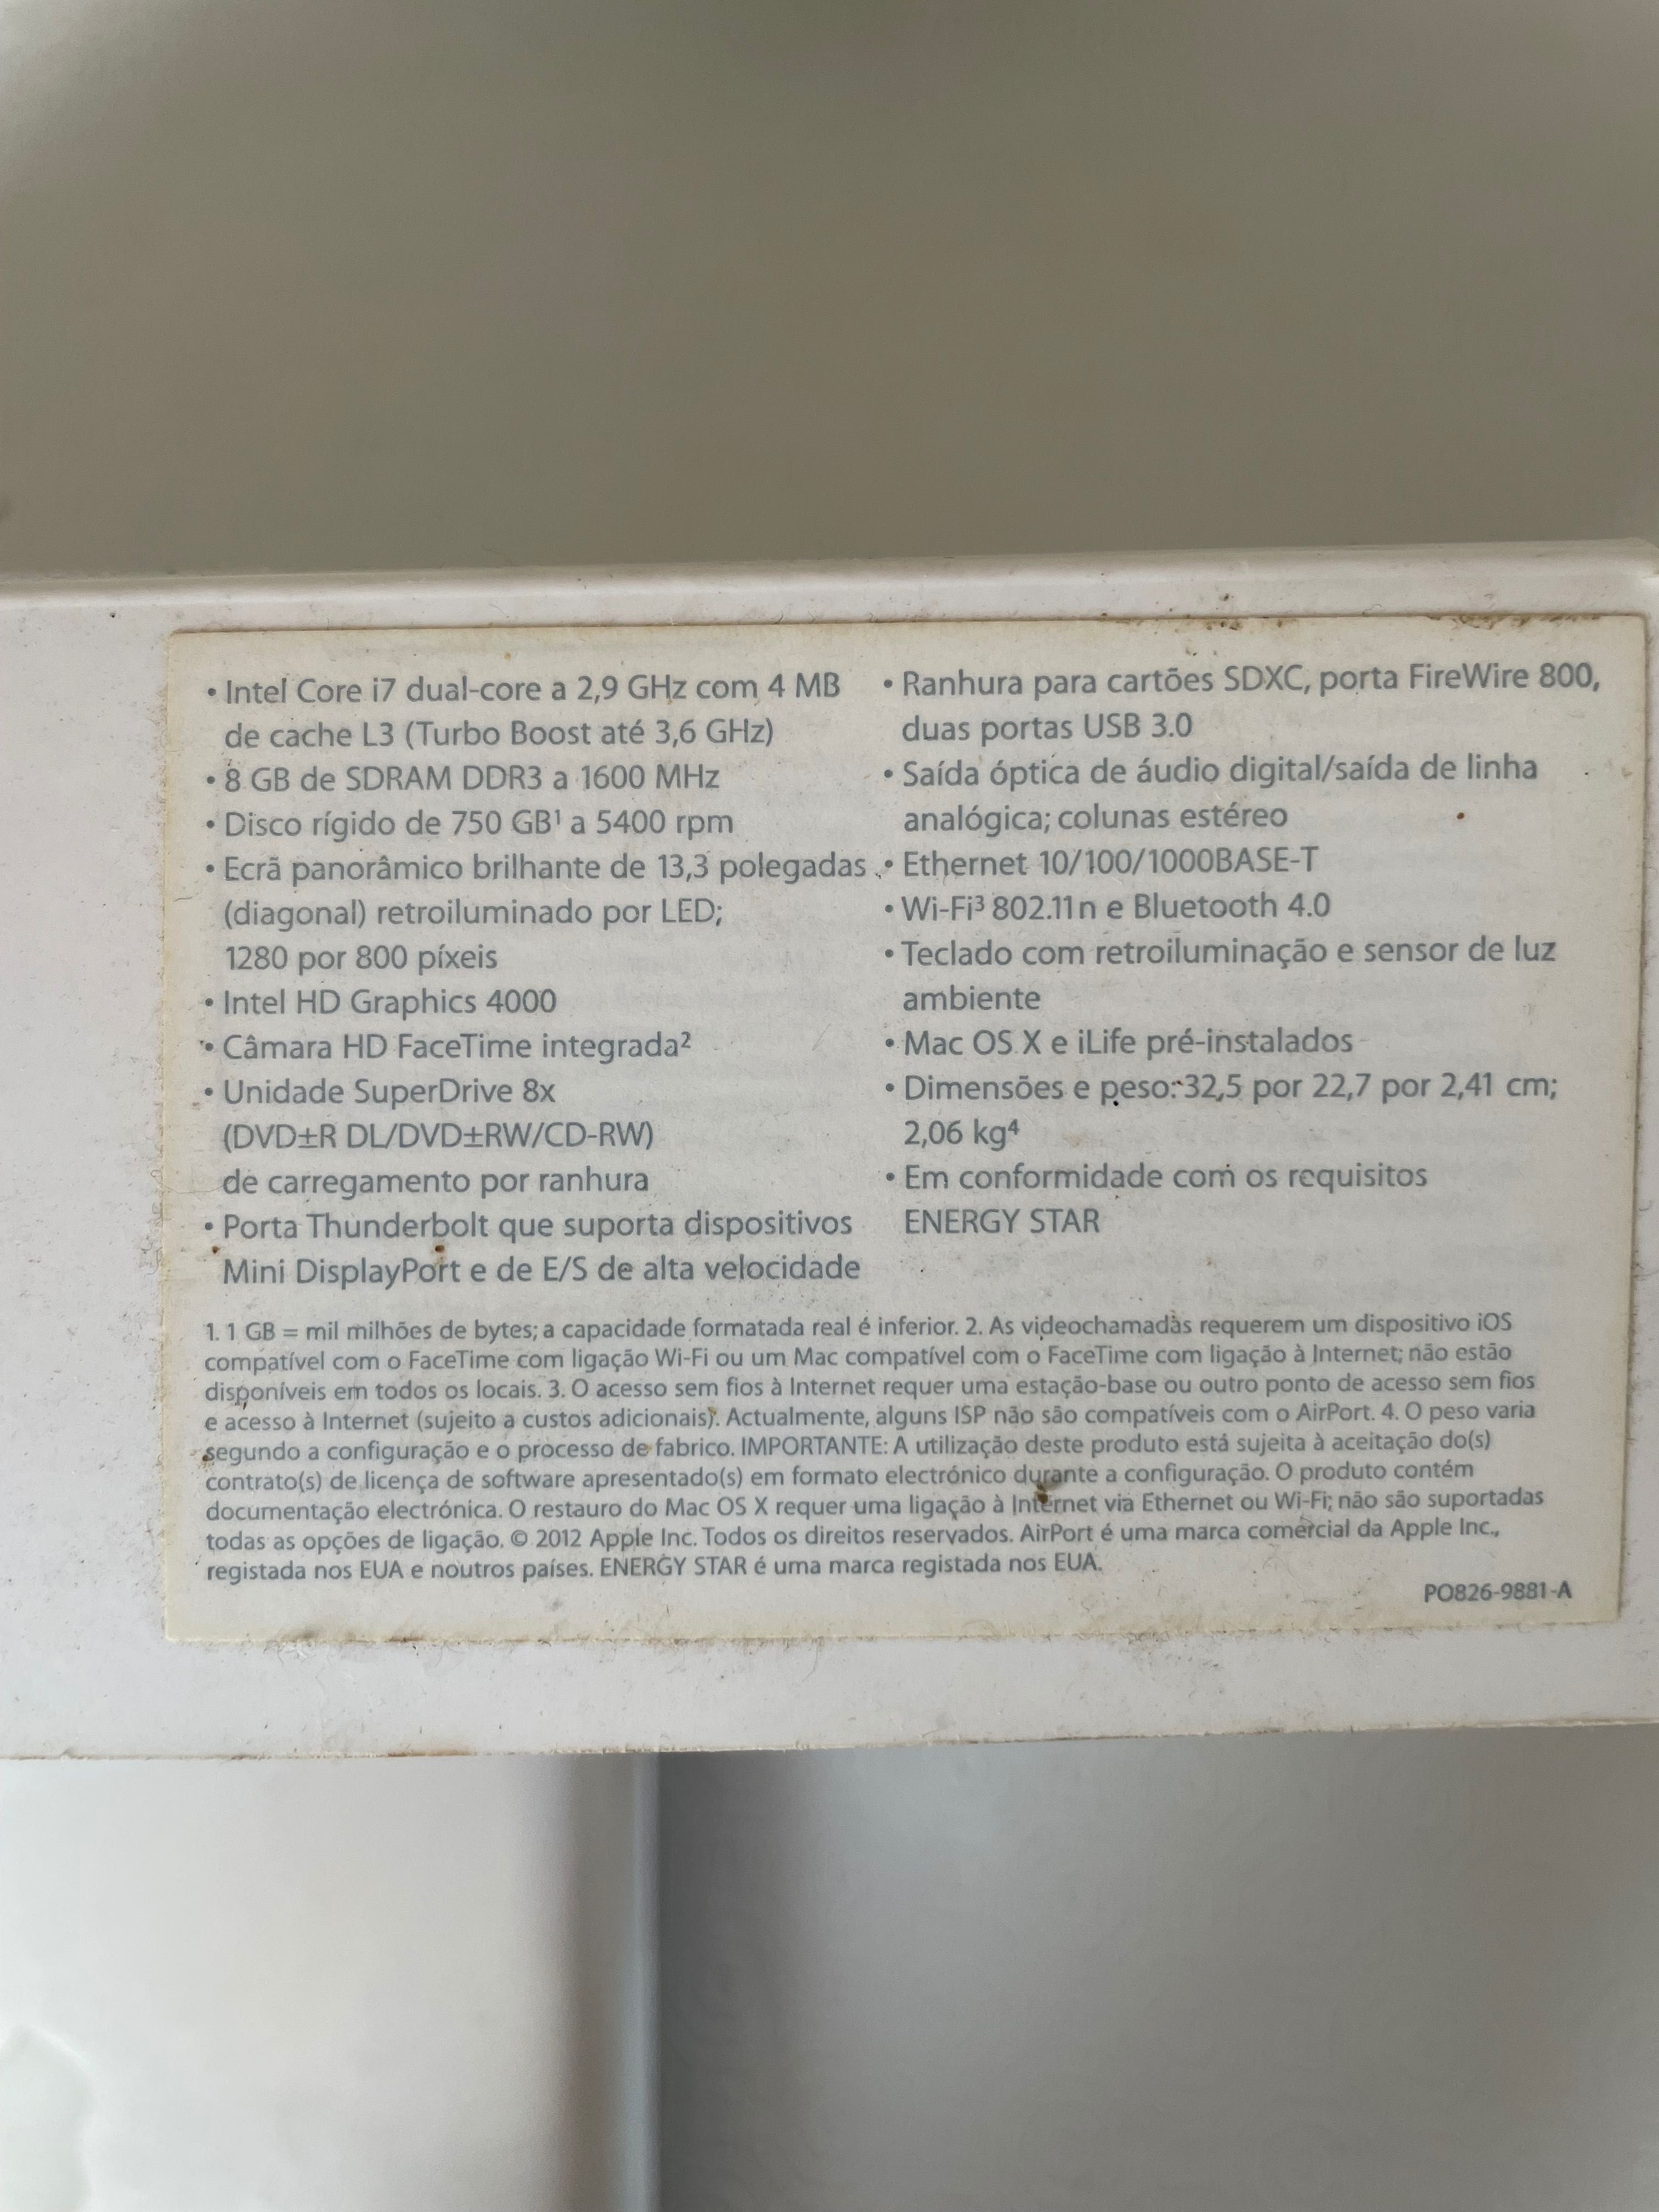 • Intel Core i7 dual-core a 2,9 GHz com 4 MB
de cache L3 (Turbo Boost até 3,6 GHz)
• 8 GB de SDRAM DDR3 a 1600 MHz
• Disco rígido de 750 GB¹ a 5400 rpm
• Ecrã panorâmico brilhante de 13,3 polegadas
(diagonal) retroiluminado por LED;
1280 por 800 píxeis
• Intel HD Graphics 4000
• Câmara HD FaceTime integrada²
• Unidade SuperDrive 8x
(DVD±R DL/DVD±RW/CD-RW)
de carregamento por ranhura
• Porta Thunderbolt que suporta dispositivos
Mini DisplayPort e de E/S de alta velocidade
• Ranhura para cartões SDXC, porta FireWire 800,
duas portas USB 3.0
• Saída óptica de áudio digital/saída de linha
analógica; colunas estéreo
• Ethernet 10/100/1000BASE-T
• Wi-Fi³ 802.11n e Bluetooth 4.0
• Teclado com retroiluminação e sensor de luz
ambiente
• Mac OS X e iLife pré-instalados
• Dimensões e peso: 32,5 por 22,7 por 2,41 cm;
2,06 kg⁴
• Em conformidade com os requisitos
ENERGY STAR
1. 1 GB = mil milhões de bytes; a capacidade formatada real é inferior. 2. As videochamadas requerem um dispositivo iOS
compatível com o FaceTime com ligação Wi-Fi ou um Mac compatível com o FaceTime com ligação à Internet; não estão
disponíveis em todos os locais. 3. O acesso sem fios à Internet requer uma estação-base ou outro ponto de acesso sem fios
e acesso à Internet (sujeito a custos adicionais). Actualmente, alguns ISP não são compatíveis com o AirPort. 4. O peso varia
segundo a configuração e o processo de fabrico. IMPORTANTE: A utilização deste produto está sujeita à aceitação do(s)
contrato(s) de licença de software apresentado(s) em formato electrónico durante a configuração. O produto contém
documentação electrónica. O restauro do Mac OS X requer uma ligação à Internet via Ethernet ou Wi-Fi; não são suportadas
todas as opções de ligação. © 2012 Apple Inc. Todos os direitos reservados. AirPort é uma marca comercial da Apple Inc.,
registada nos EUA e noutros países. ENERGY STAR é uma marca registada nos EUA.
PO826-9881-A